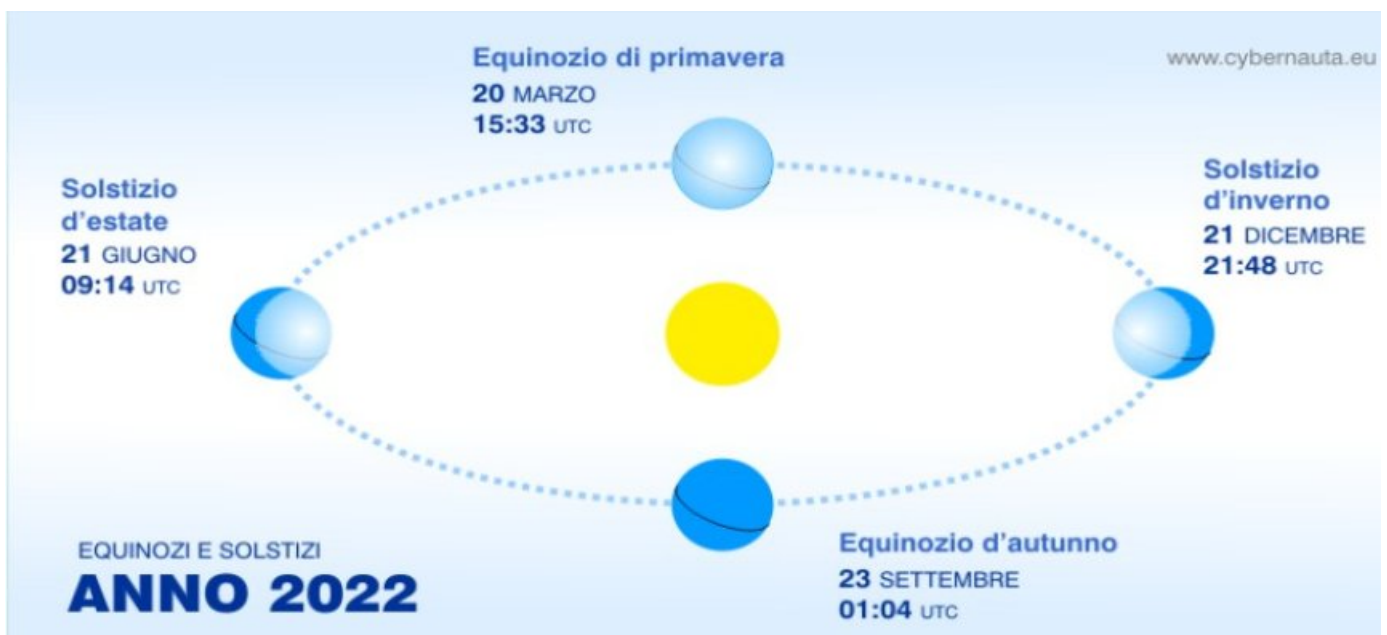 Equinozio di primavera
20 MARZO
15:33 UTC
www.cybernauta.eu
Solstizio
d'estate
21 GIUGNO
09:14 UTC
Solstizio
d'inverno
21 DICEMBRE
21:48 UTC
Equinozio d'autunno
23 SETTEMBRE
01:04 UTC
EQUINOZI E SOLSTIZI
ANNO 2022